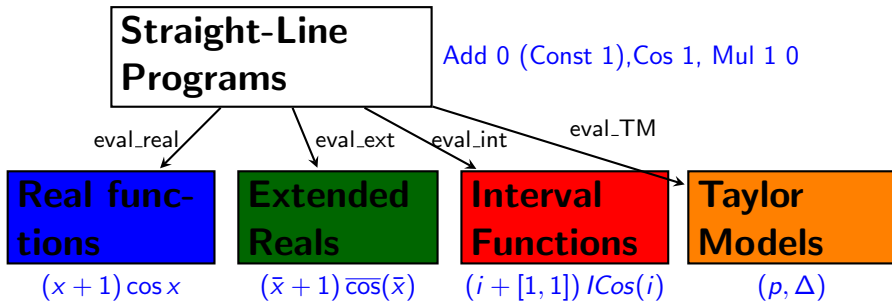 Straight-Line
Programs
Add 0 (Const 1),Cos 1, Mul 1 0
eval_real
eval_ext
eval_int
eval_TM
Real func-
tions
Extended
Reals
Interval
Functions
Taylor
Models
(x + 1) cos x
(x̄ + 1) c̅o̅s̅(x̄)
(i + [1, 1]) ICos(i)
(p, Δ)